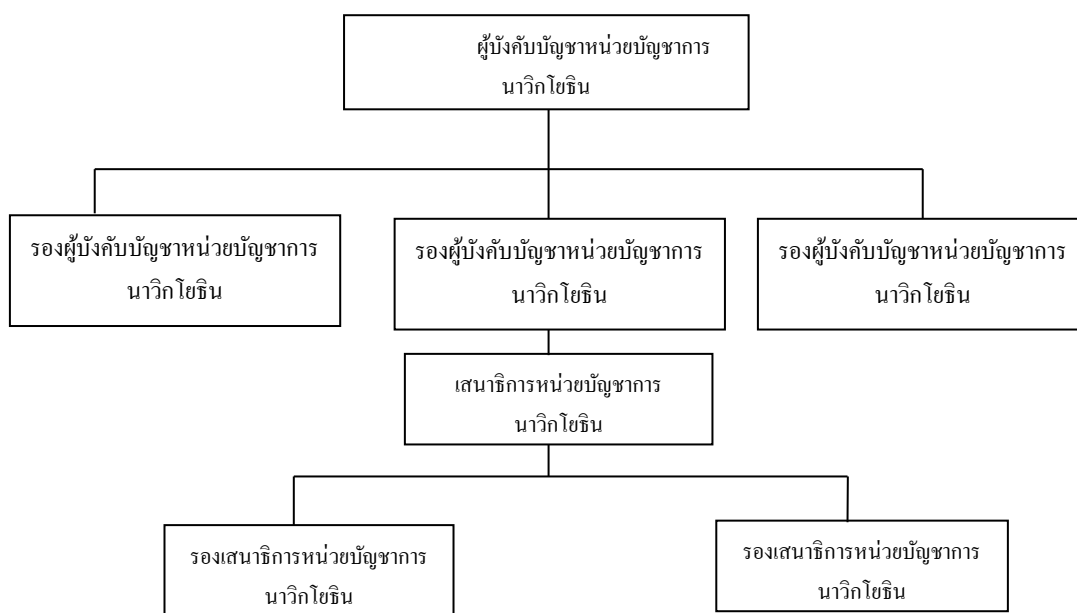 ผู้บังคับบัญชาหน่วยบัญชาการ
นาวิกโยธิน
รองผู้บังคับบัญชาหน่วยบัญชาการ
นาวิกโยธิน
รองผู้บังคับบัญชาหน่วยบัญชาการ
นาวิกโยธิน
รองผู้บังคับบัญชาหน่วยบัญชาการ
นาวิกโยธิน
เสนาธิการหน่วยบัญชาการ
นาวิกโยธิน
รองเสนาธิการหน่วยบัญชาการ
นาวิกโยธิน
รองเสนาธิการหน่วยบัญชาการ
นาวิกโยธิน